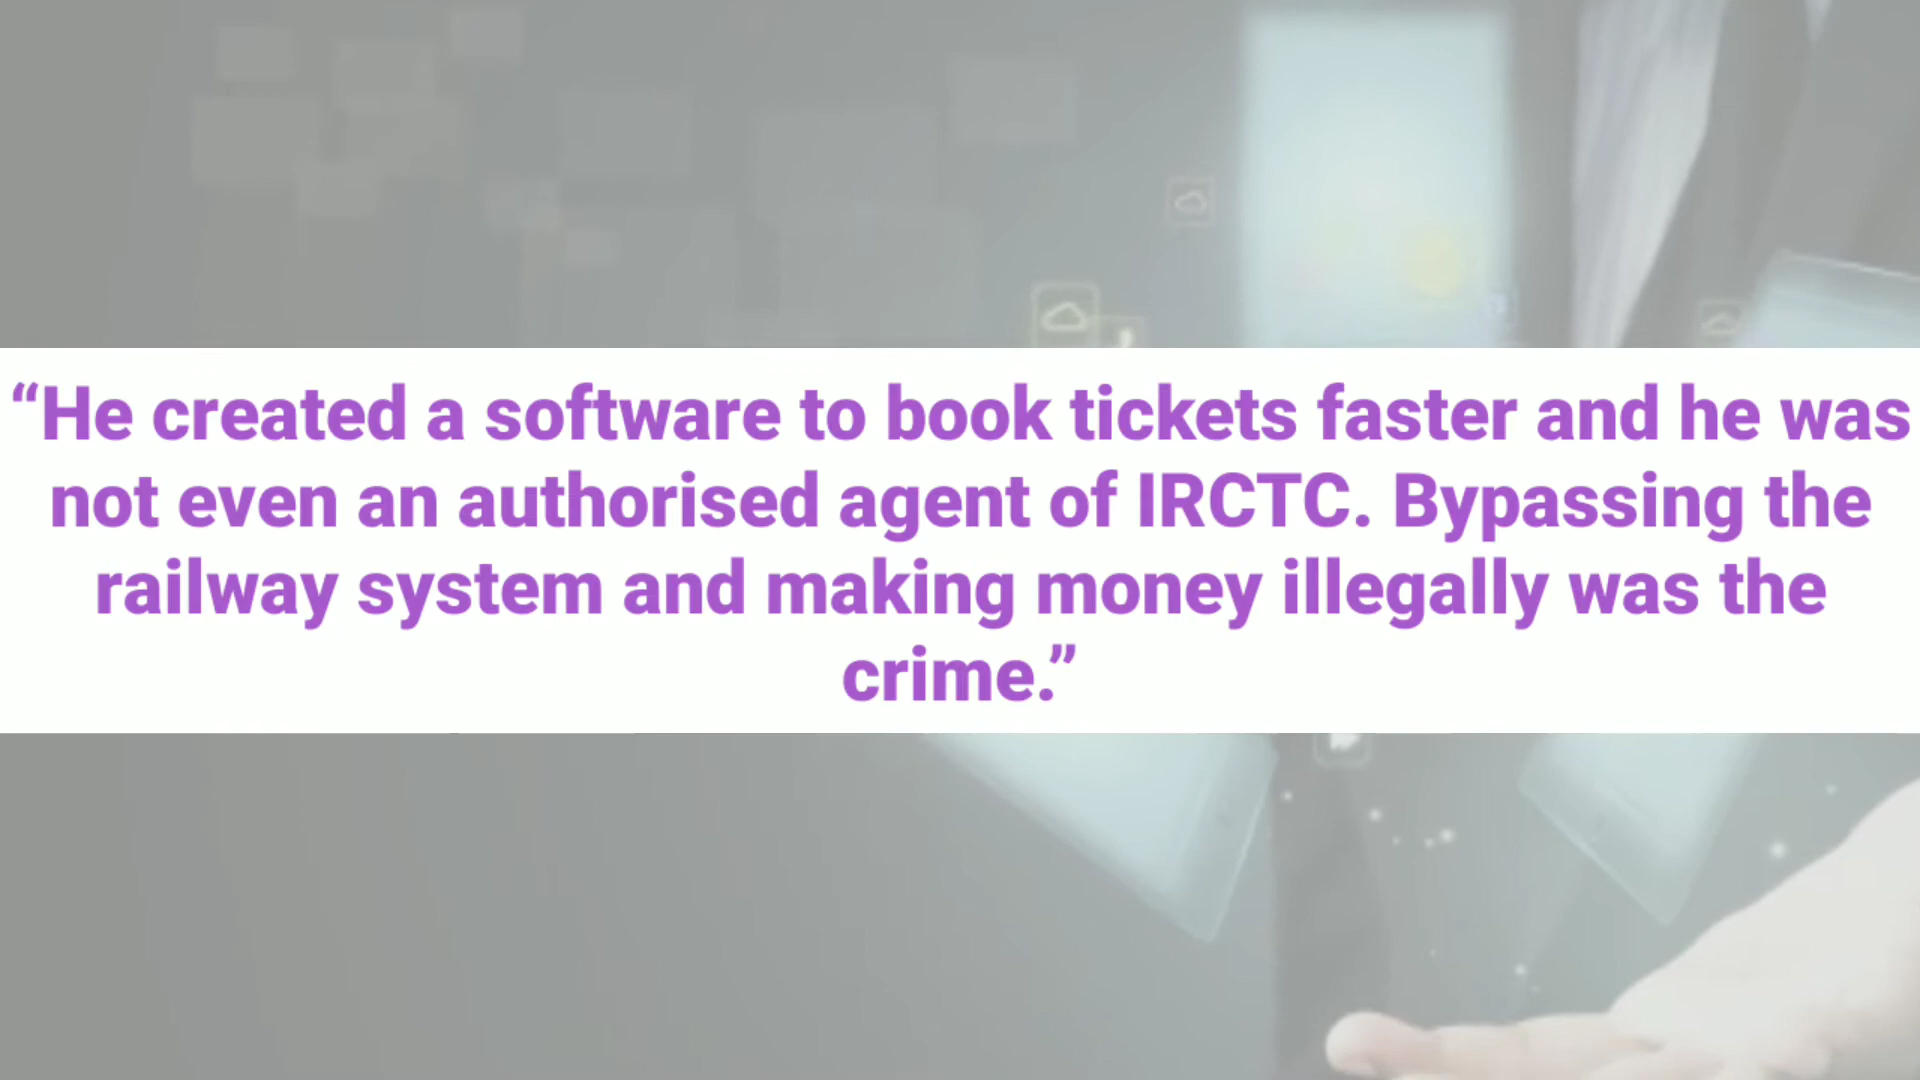 “He created a software to book tickets faster and he was
not even an authorised agent of IRCTC. Bypassing the
railway system and making money illegally was the
crime.”